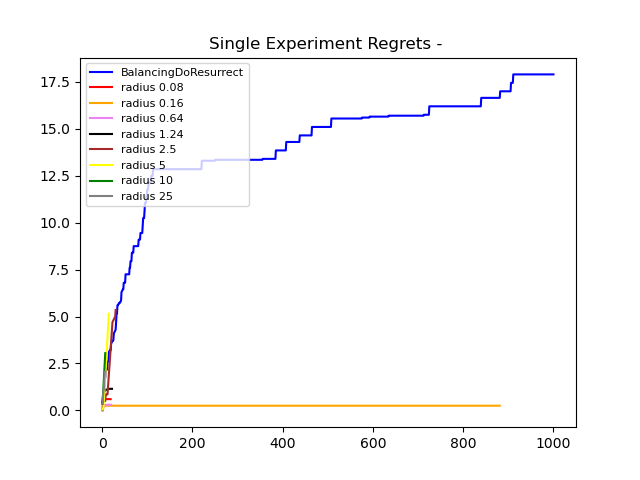 Single Experiment Regrets -
17.5
15.0
12.5
10.0
7.5
5.0
2.5
0.0
BalancingDoResurrect
radius 0.08
radius 0.16
radius 0.64
radius 1.24
radius 2.5
radius 5
radius 10
radius 25
0 200 400 600 800 1000